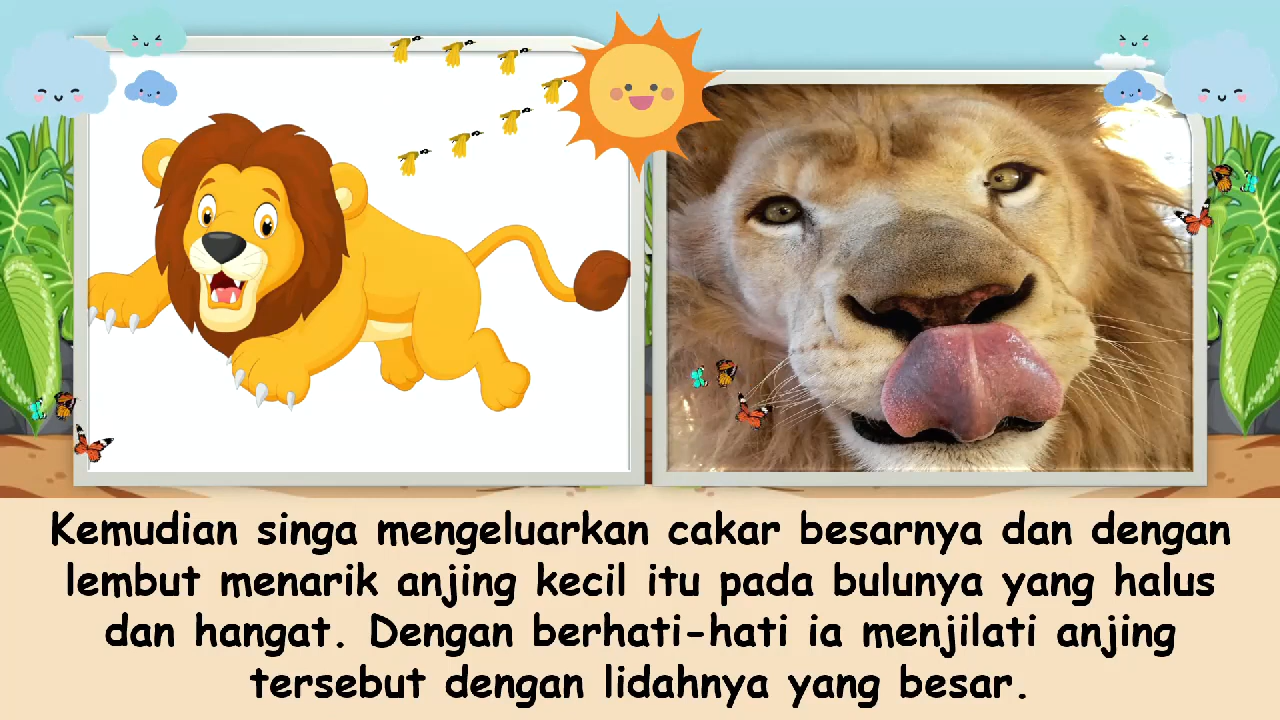 Kemudian singa mengeluarkan cakar besarnya dan dengan
lembut menarik anjing kecil itu pada bulunya yang halus
dan hangat. Dengan berhati-hati ia menjilati anjing
tersebut dengan lidahnya yang besar.